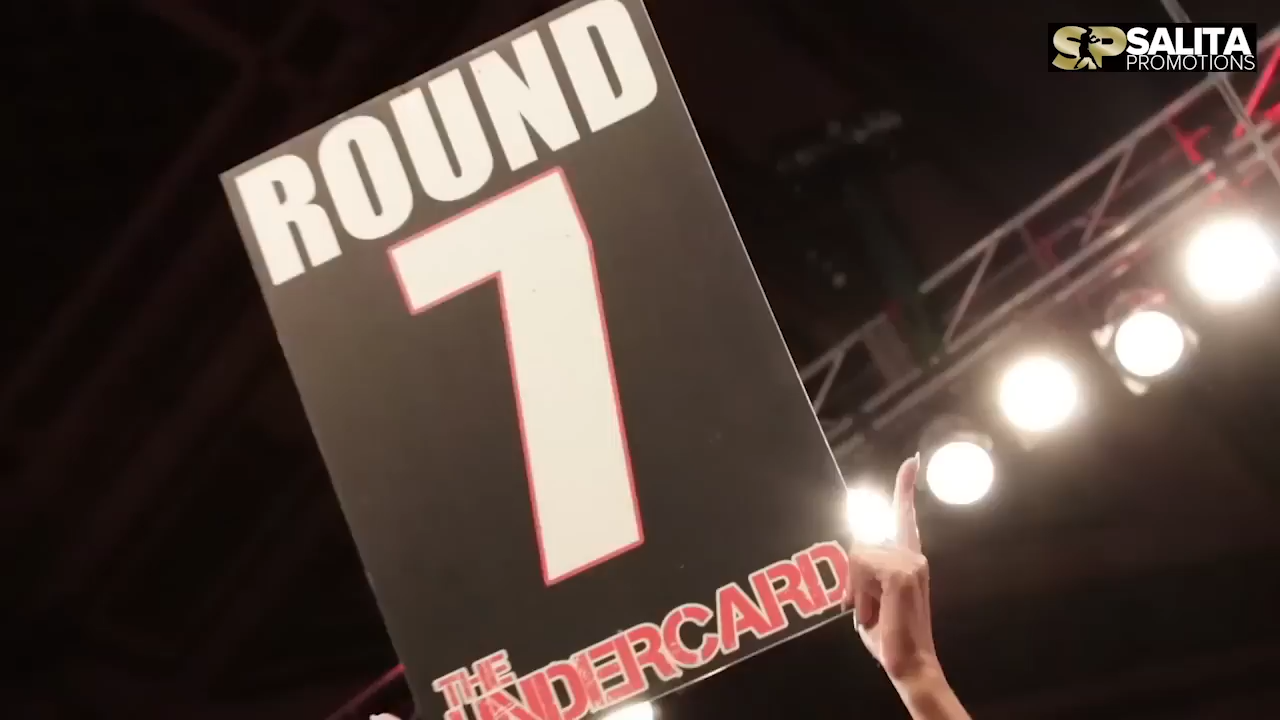 ROUND
7
THE
UNDERCARD
SP SALITA
PROMOTIONS